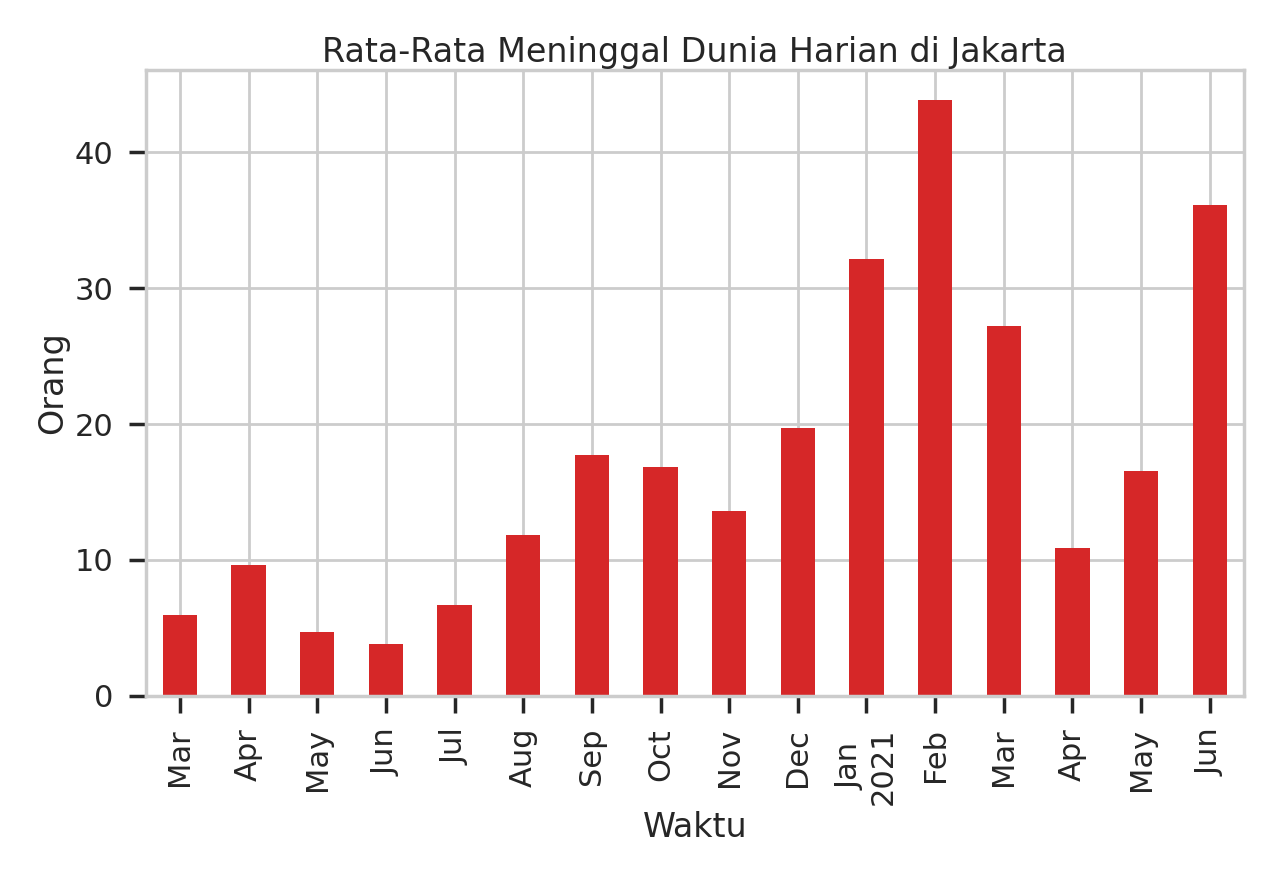 Rata-Rata Meninggal Dunia Harian di Jakarta
Orang
40
30
20
10
0
Mar
Apr
May
Jun
Jul
Aug
Sep
Oct
Nov
Dec
Jan
2021
Feb
Mar
Apr
May
Jun
Waktu